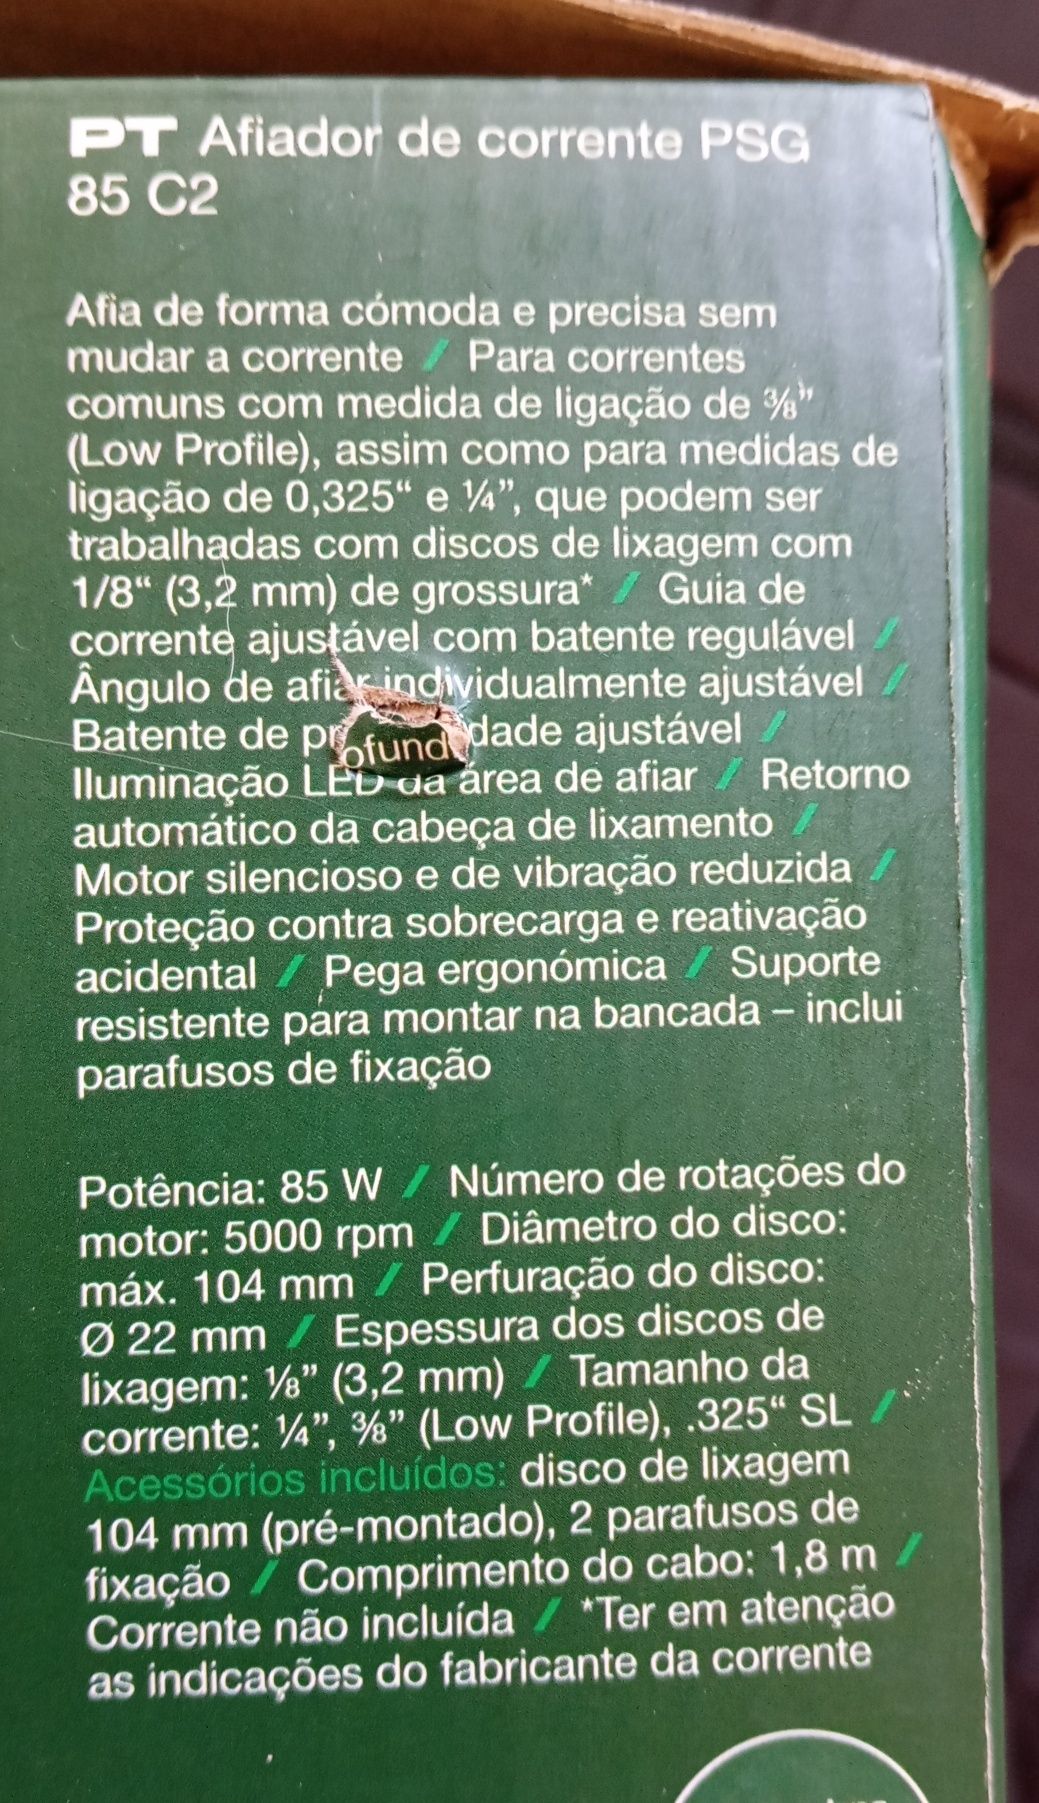 PT Afiador de corrente PSG
85 C2
Afia de forma cómoda e precisa sem
mudar a corrente / Para correntes
comuns com medida de ligação de ⅜”
(Low Profile), assim como para medidas de
ligação de 0,325“ e ¼”, que podem ser
trabalhadas com discos de lixagem com
1/8“ (3,2 mm) de grossura* / Guia de
corrente ajustável com batente regulável /
Ângulo de afiar individualmente ajustável /
Batente de profundidade ajustável /
Iluminação LED da área de afiar / Retorno
automático da cabeça de lixamento /
Motor silencioso e de vibração reduzida /
Proteção contra sobrecarga e reativação
acidental / Pega ergonómica / Suporte
resistente para montar na bancada – inclui
parafusos de fixação
Potência: 85 W / Número de rotações do
motor: 5000 rpm / Diâmetro do disco:
máx. 104 mm / Perfuração do disco:
Ø 22 mm / Espessura dos discos de
lixagem: ⅛” (3,2 mm) / Tamanho da
corrente: ¼”, ⅜” (Low Profile), .325“ SL /
Acessórios incluídos: disco de lixagem
104 mm (pré-montado), 2 parafusos de
fixação / Comprimento do cabo: 1,8 m /
Corrente não incluída / *Ter em atenção
as indicações do fabricante da corrente